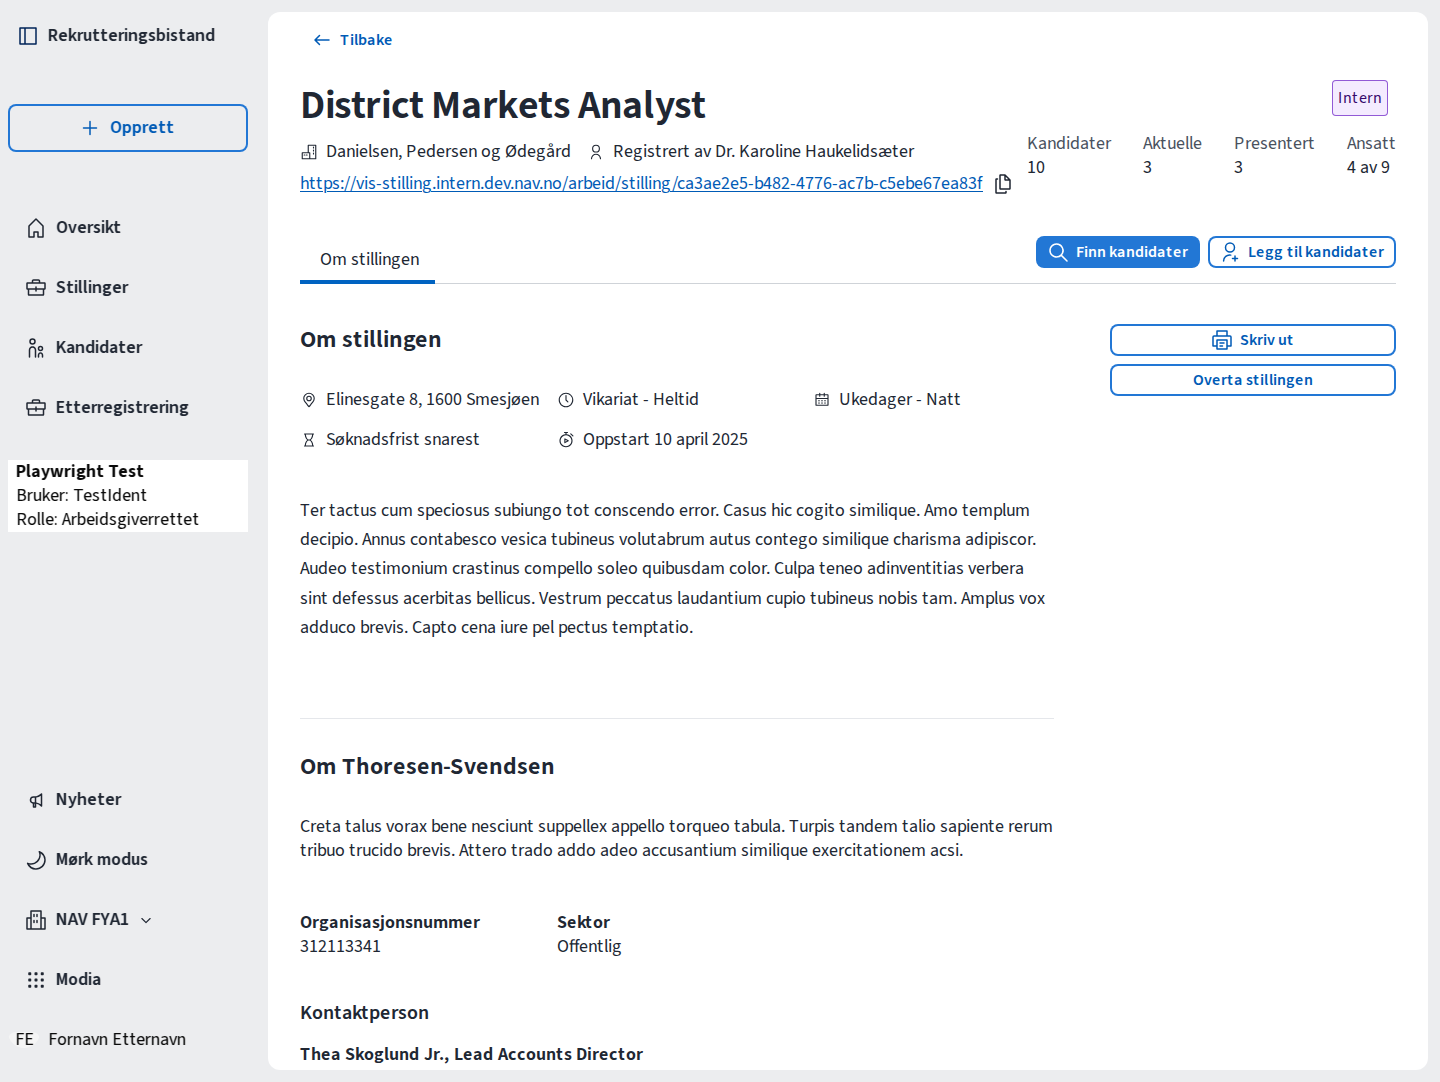 Rekrutteringsbistand
Opprett
Oversikt
Stillinger
Kandidater
Etterregistrering
Playwright Test
Bruker: TestIdent
Rolle: Arbeidsgiverrettet
Nyheter
Mørk modus
NAV FYA1
Modia
FE Fornavn Etternavn
Tilbake
District Markets Analyst
Intern
Danielsen, Pedersen og Ødegård Registrert av Dr. Karoline Haukelidsæter
https://vis-stilling.intern.dev.nav.no/arbeid/stilling/ca3ae2e5-b482-4776-ac7b-c5ebe67ea83f
Kandidater Aktuelle Presentert Ansatt
10 3 3 4 av 9
Om stillingen
Finn kandidater Legg til kandidater
Om stillingen
Skriv ut
Overta stillingen
Elinesgate 8, 1600 Smesjøen Vikariat - Heltid Ukedager - Natt
Søknadsfrist snarest Oppstart 10 april 2025
Ter tactus cum speciosus subiungo tot conscendo error. Casus hic cogito similique. Amo templum
decipio. Annus contabesco vesica tubineus volutabrum autus contego similique charisma adipiscor.
Audeo testimonium crastinus compello soleo quibusdam color. Culpa teneo adinventitias verbera
sint defessus acerbitas bellicus. Vestrum peccatus laudantium cupio tubineus nobis tam. Amplus vox
adduco brevis. Capto cena iure pel pectus temptatio.
Om Thoresen-Svendsen
Creta talus vorax bene nesciunt suppellex appello torqueo tabula. Turpis tandem talio sapiente rerum
tribuo trucido brevis. Attero trado addo adeo accusantium similique exercitationem acsi.
Organisasjonsnummer Sektor
312113341 Offentlig
Kontaktperson
Thea Skoglund Jr., Lead Accounts Director